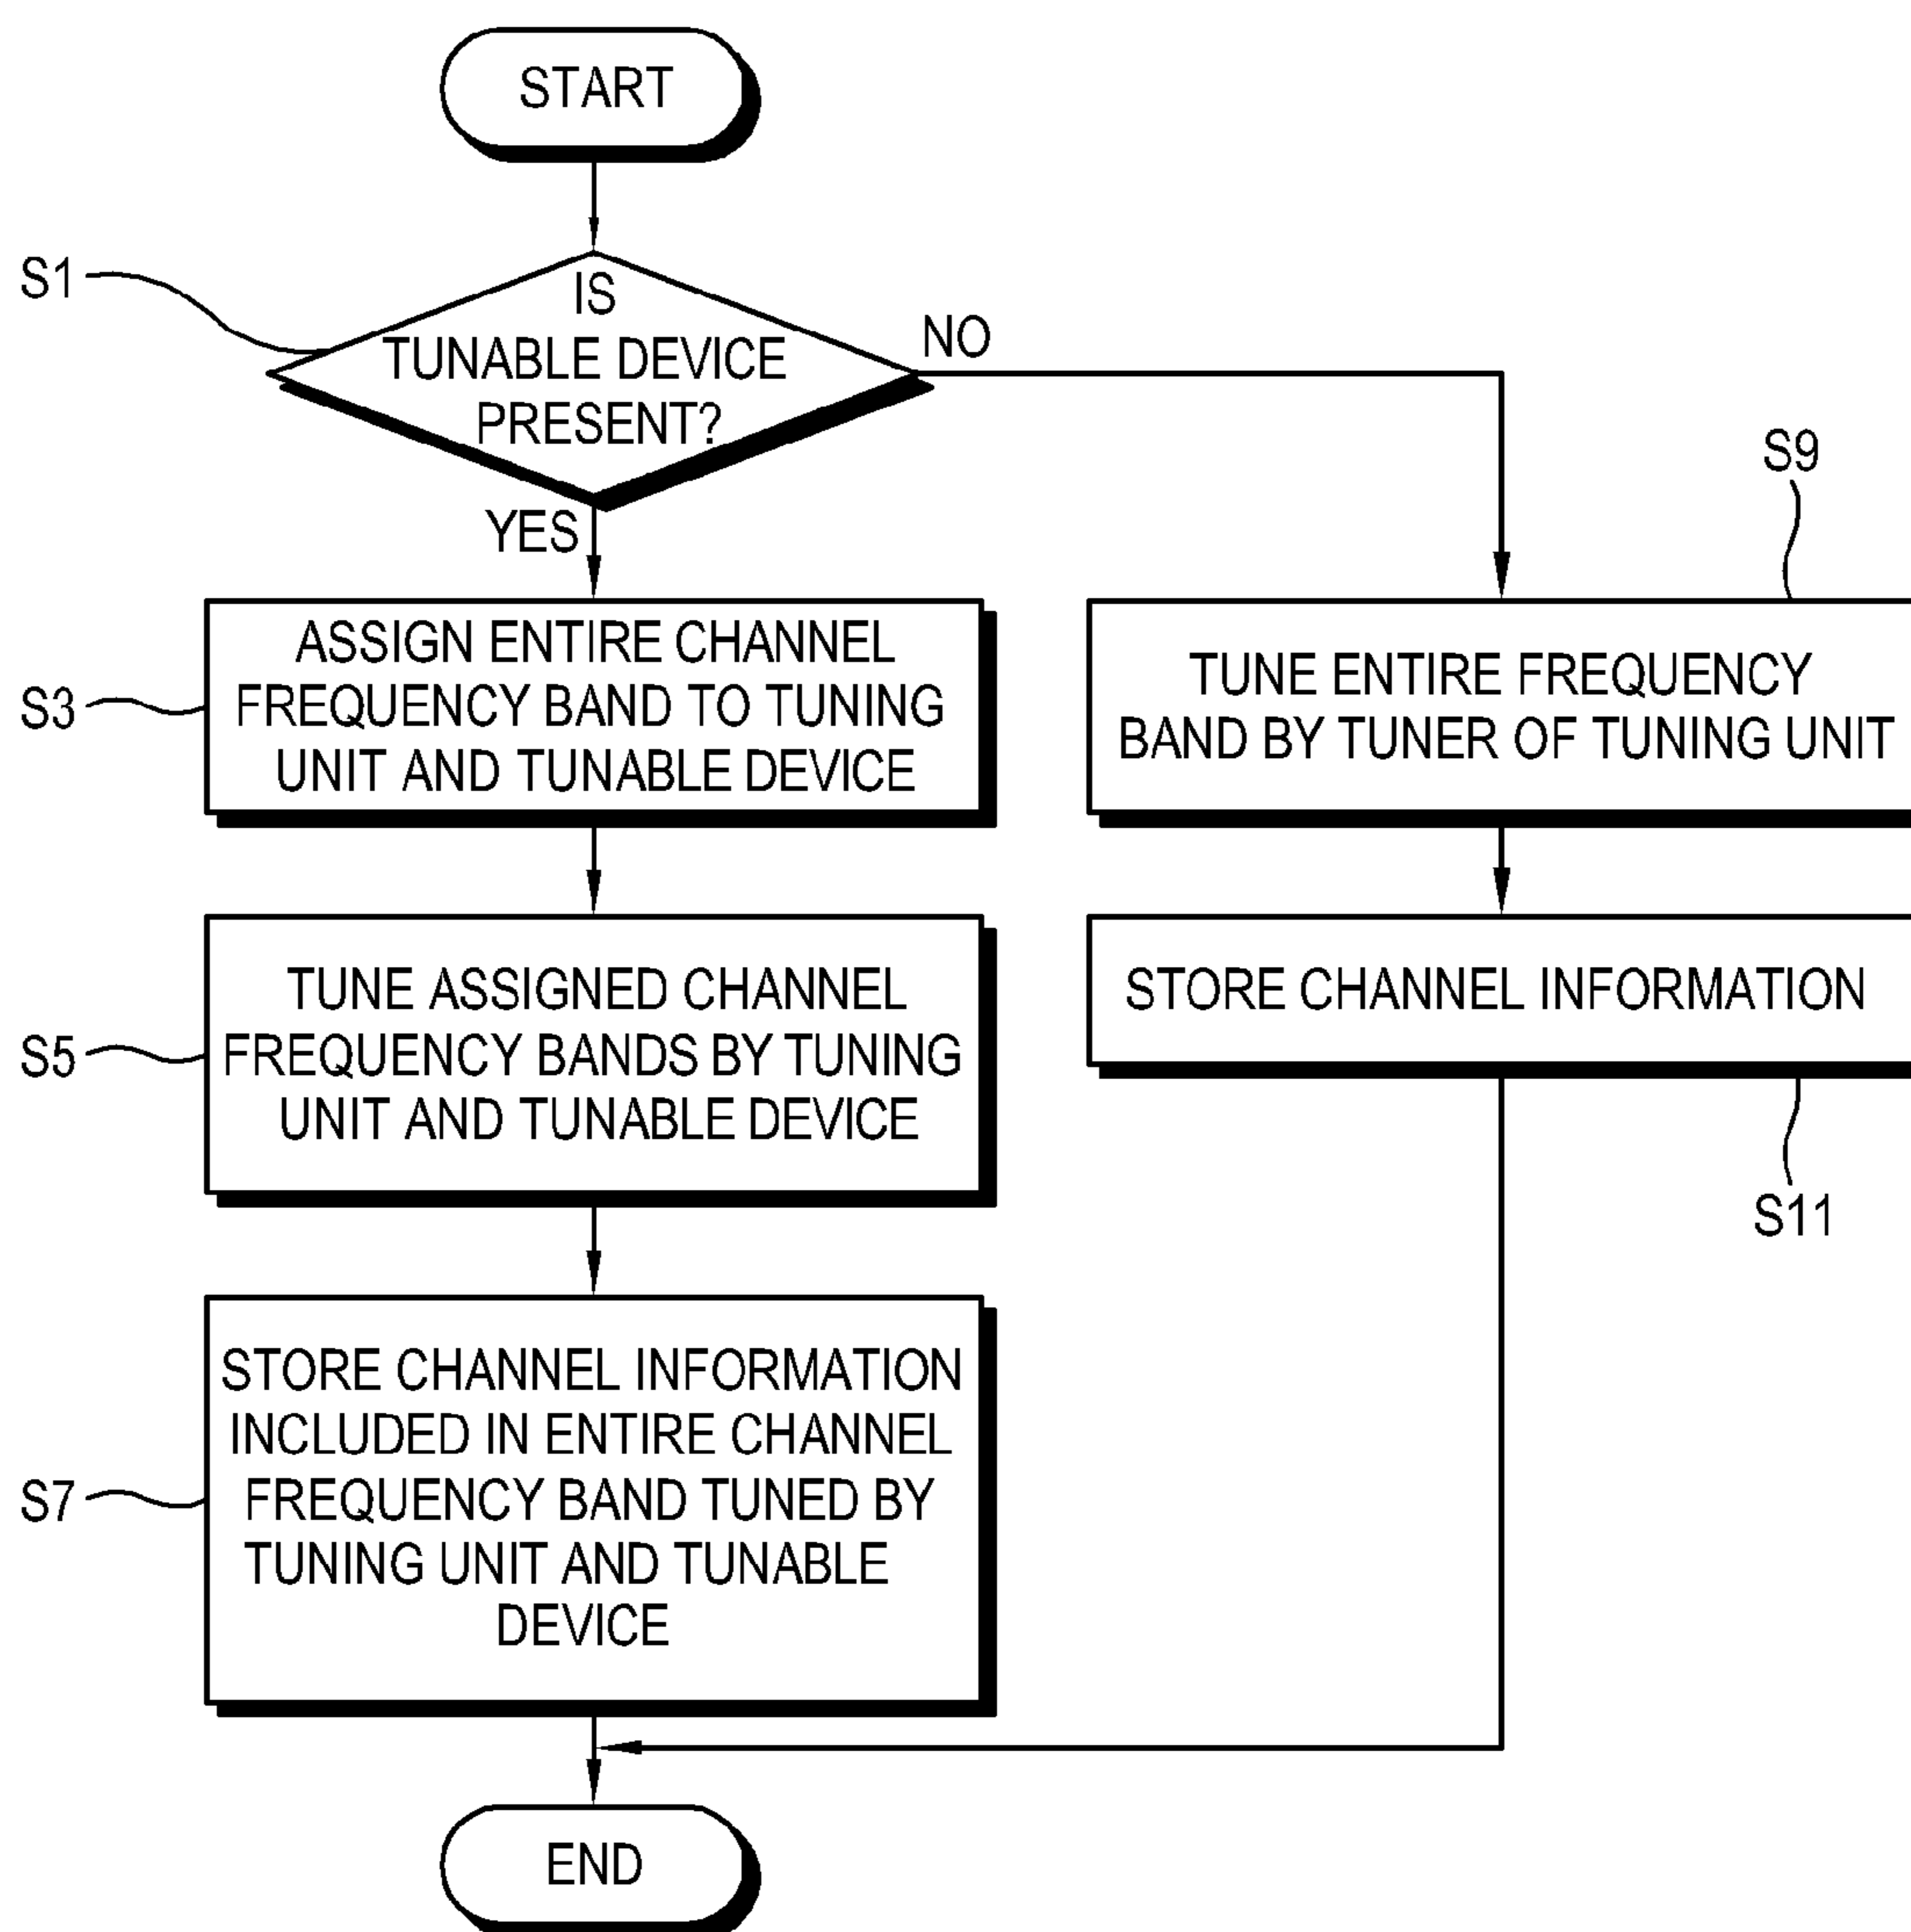 START
S1
IS
TUNABLE DEVICE
PRESENT?
NO
YES
S3
ASSIGN ENTIRE CHANNEL
FREQUENCY BAND TO TUNING
UNIT AND TUNABLE DEVICE
S9
TUNE ENTIRE FREQUENCY
BAND BY TUNER OF TUNING UNIT
S5
TUNE ASSIGNED CHANNEL
FREQUENCY BANDS BY TUNING
UNIT AND TUNABLE DEVICE
STORE CHANNEL INFORMATION
S11
S7
STORE CHANNEL INFORMATION
INCLUDED IN ENTIRE CHANNEL
FREQUENCY BAND TUNED BY
TUNING UNIT AND TUNABLE
DEVICE
END